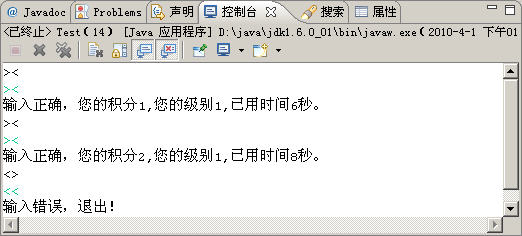 @ Javadoc Problems 声明 控制台 搜索 属性
<已终止> Test(14) [Java 应用程序] D:\java\jdk1.6.0_01\bin\javaw.exe(2010-4-1 下午01
><
><
输入正确，您的积分1,您的级别1,已用时间6秒。
><
><
输入正确，您的积分2,您的级别1,已用时间8秒。
<>
<<
输入错误，退出!